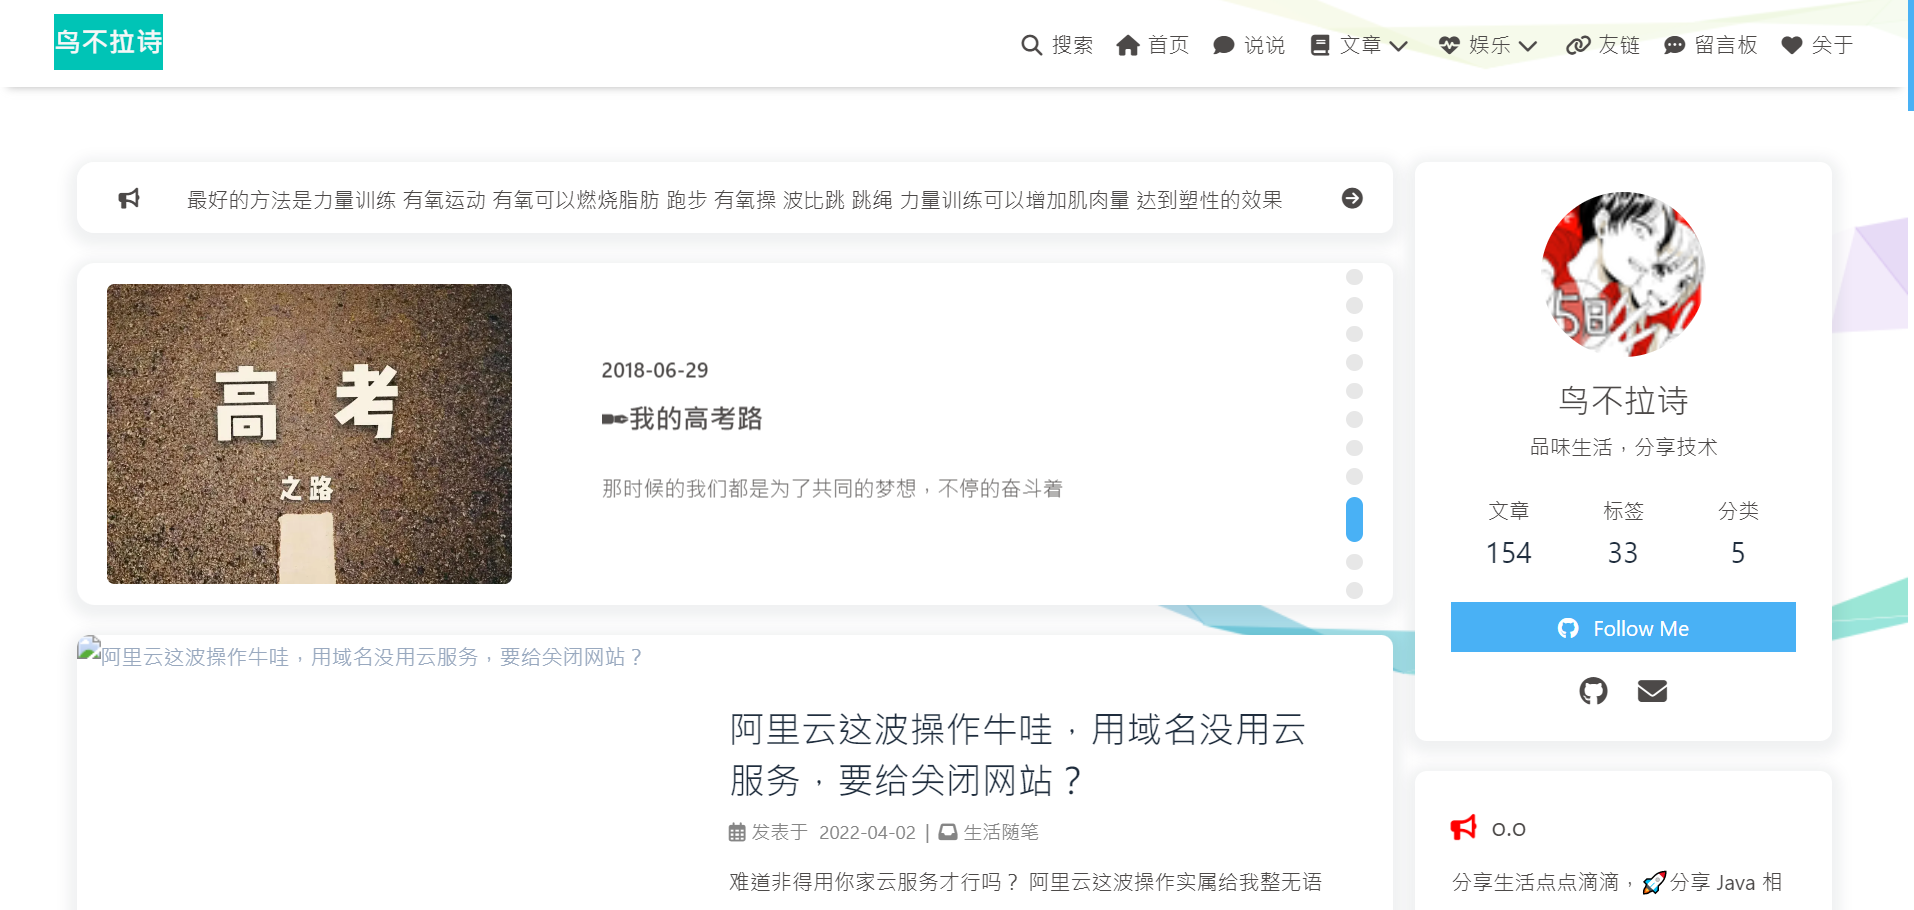 鸟不拉诗
搜索 首页 说说 文章 娱乐 友链 留言板 关于
最好的方法是力量训练 有氧运动 有氧可以燃烧脂肪 跑步 有氧操 波比跳 跳绳 力量训练可以增加肌肉量 达到塑性的效果
高 考
之路
2018-06-29
✒️我的高考路
那时候的我们都是为了共同的梦想，不停的奋斗着
阿里云这波操作牛哇，用域名没用云服务，要给关闭网站？
阿里云这波操作牛哇，用域名没用云
服务，要给关闭网站？
发表于 2022-04-02 | 生活随笔
难道非得用你家云服务才行吗？ 阿里云这波操作实属给我整无语
5日
鸟不拉诗
品味生活，分享技术
文章 标签 分类
154 33 5
Follow Me
o.o
分享生活点点滴滴，🚀分享 Java 相